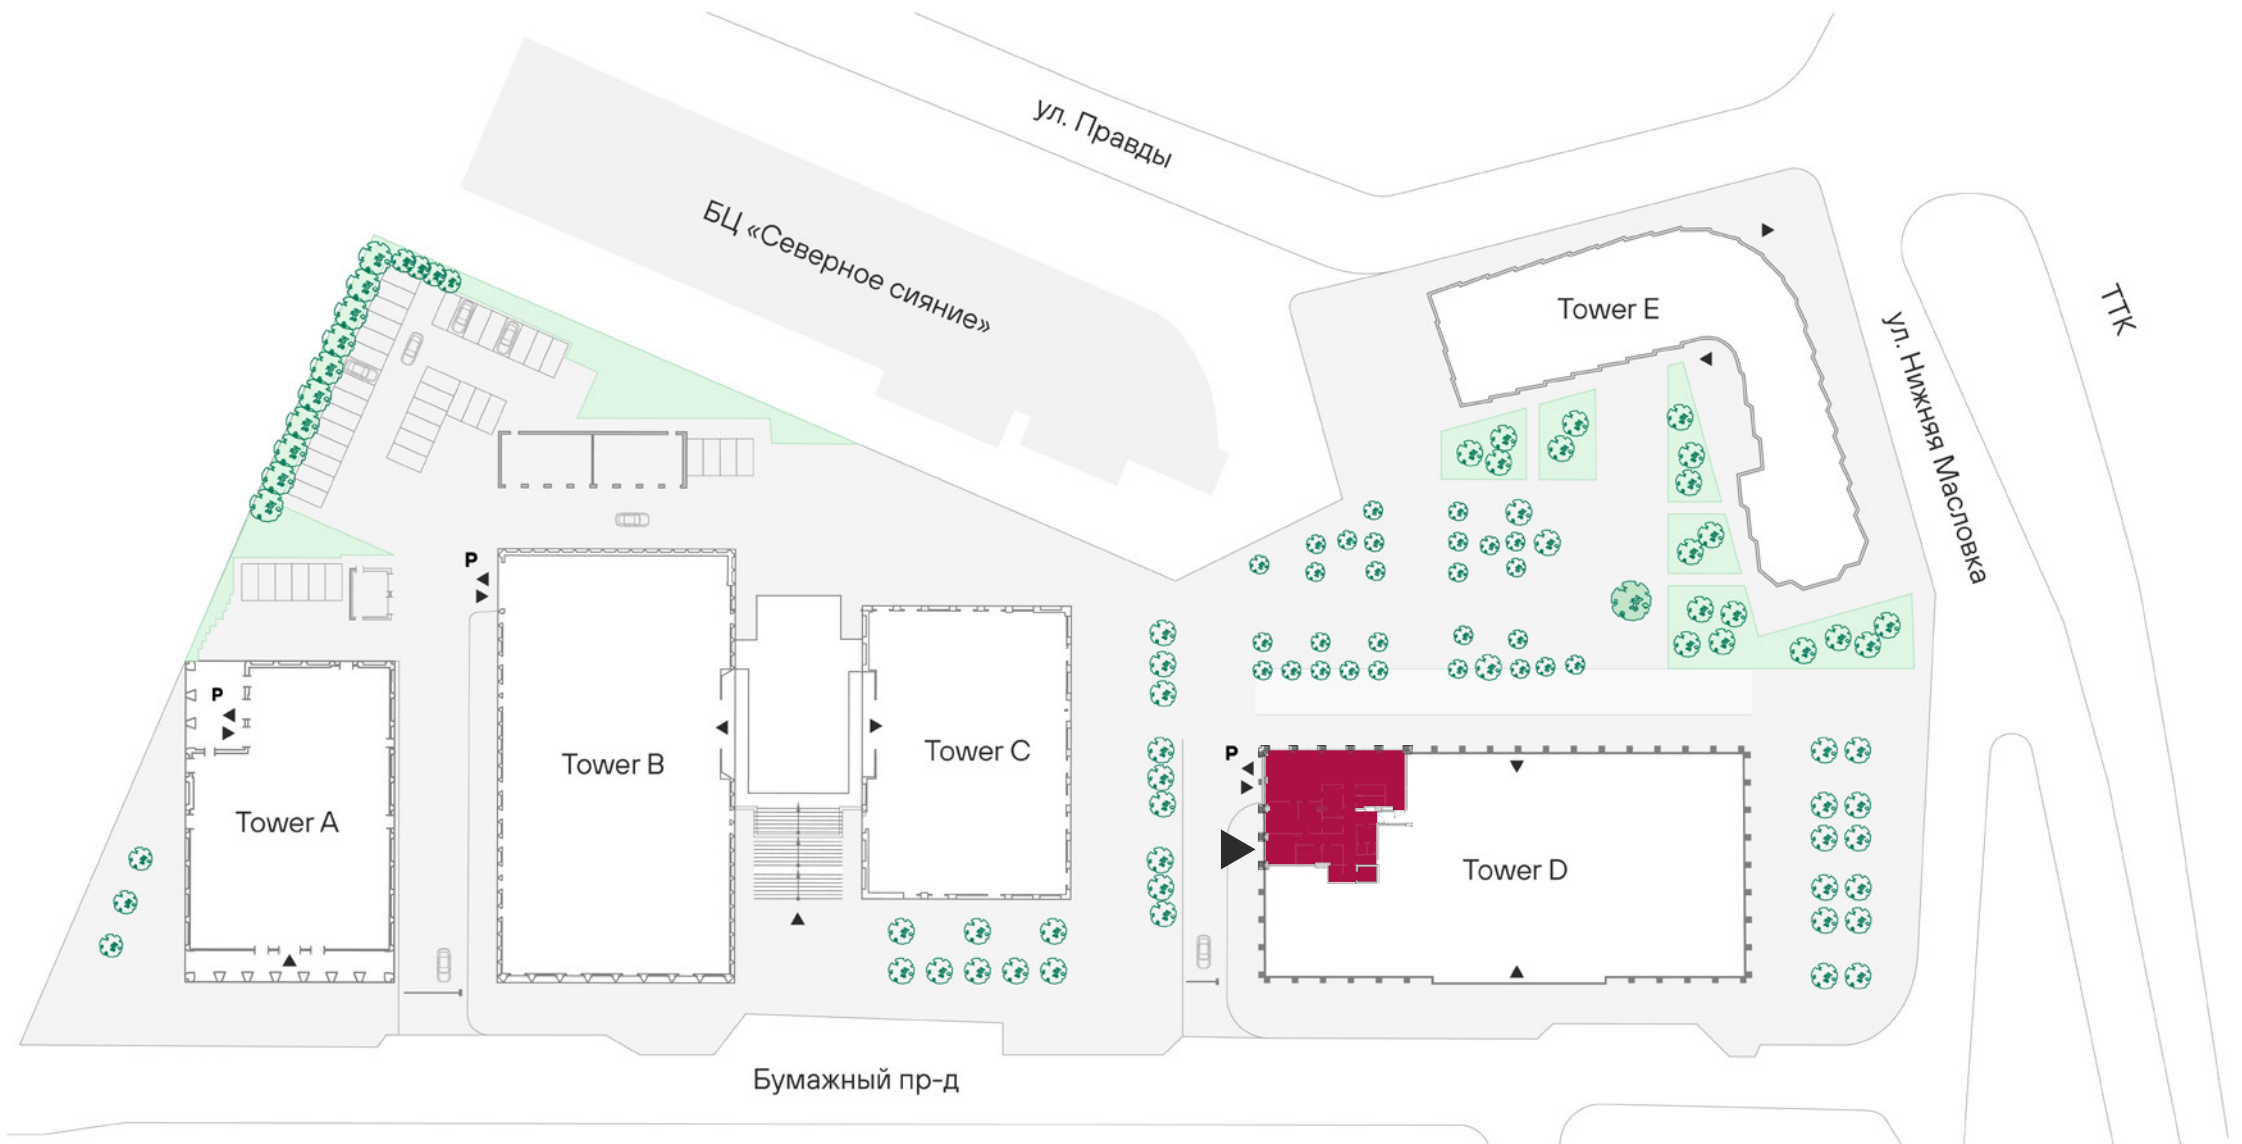 ул. Правды
БЦ «Северное сияние»
Tower E
ТТК
ул. Нижняя Масловка
P
P
Tower B
Tower C
P
Tower A
Tower D
Бумажный пр-д